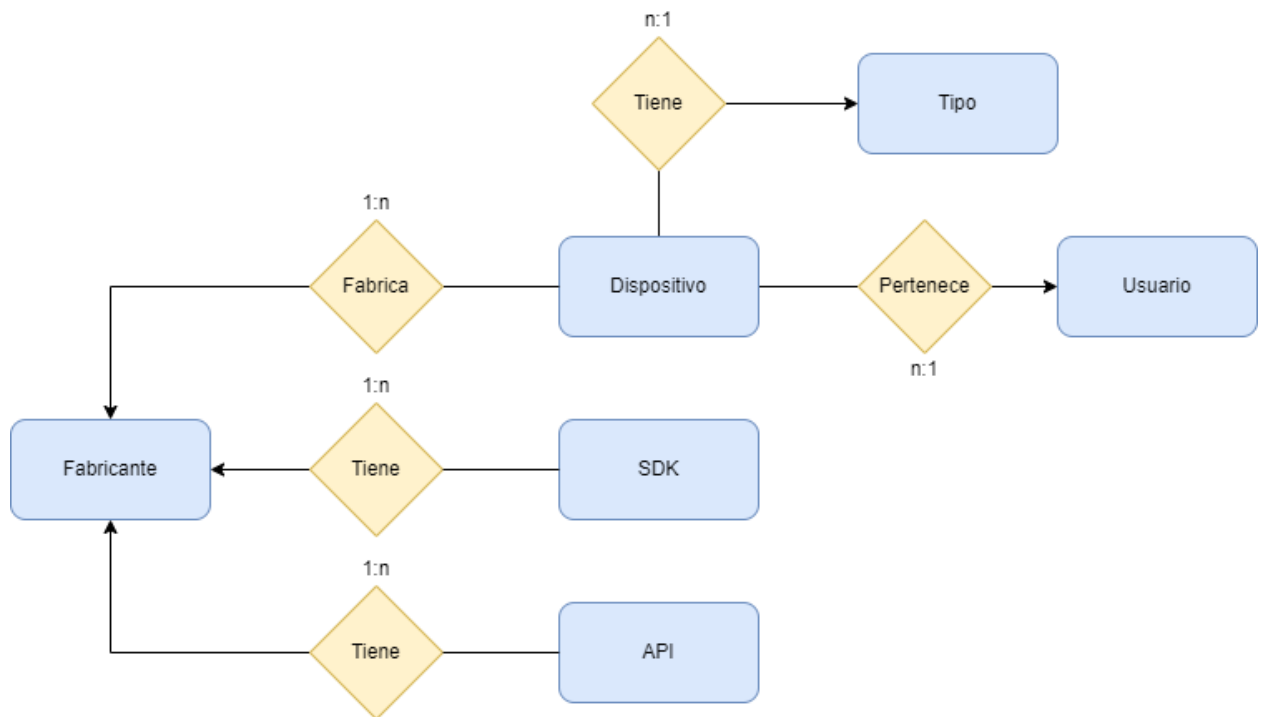 n:1
Tiene
Tipo
1:n
Fabrica
Dispositivo
Pertenece
Usuario
n:1
1:n
Fabricante
Tiene
SDK
1:n
Tiene
API